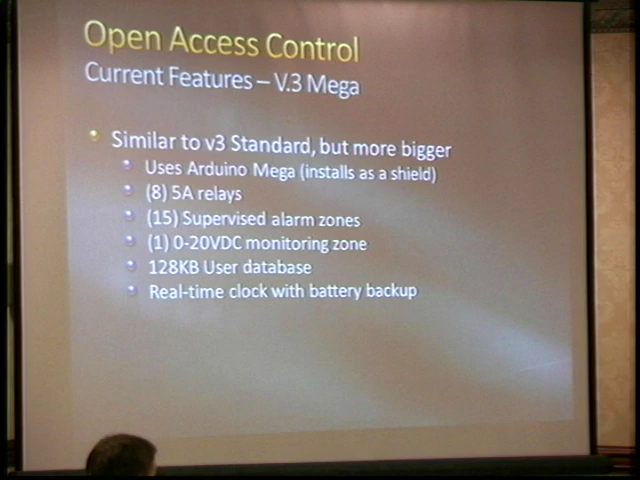 Open Access Control
Current Features – V.3 Mega
Similar to v3 Standard, but more bigger
Uses Arduino Mega (installs as a shield)
(8) 5A relays
(15) Supervised alarm zones
(1) 0-20VDC monitoring zone
128KB User database
Real-time clock with battery backup